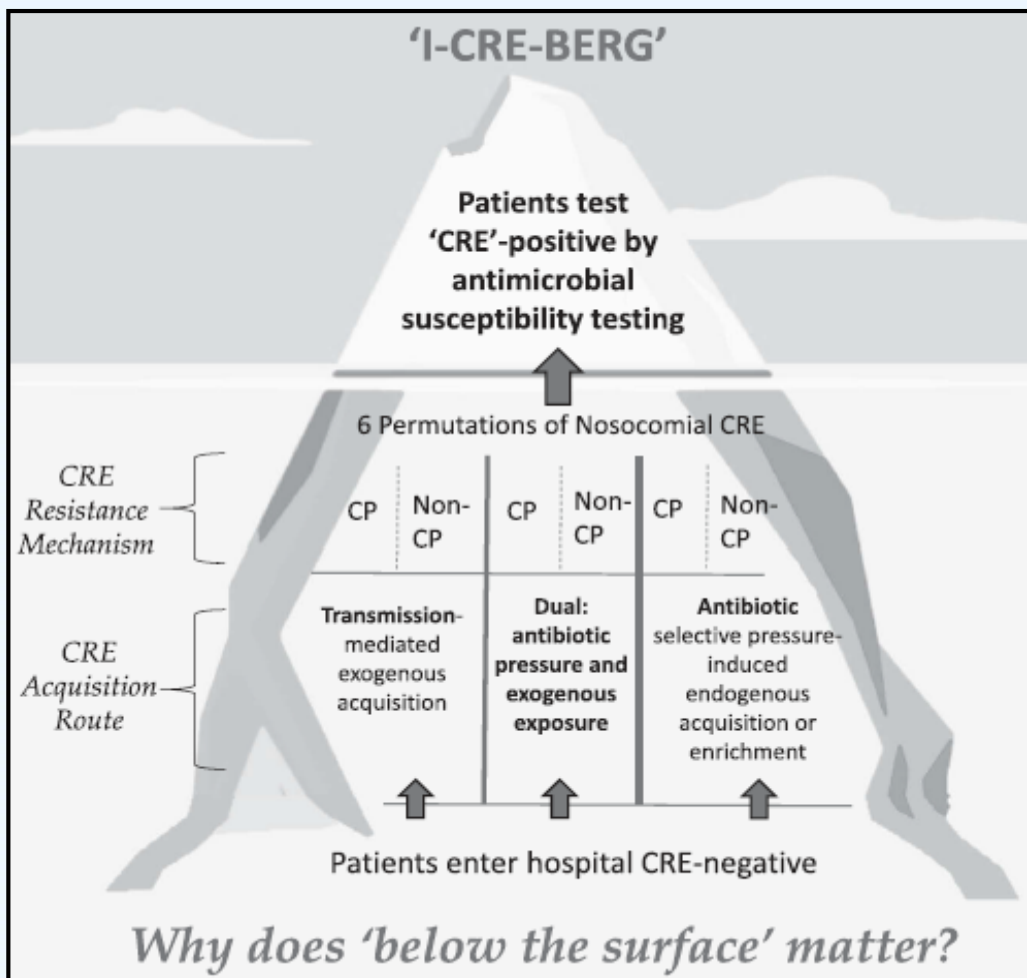 'I-CRE-BERG'
Patients test
'CRE'-positive by
antimicrobial
susceptibility testing
6 Permutations of Nosocomial CRE
CRE
Resistance
Mechanism
CP
Non-
CP
CP
Non-
CP
CP
Non-
CP
CRE
Acquisition
Route
Transmission-
mediated
exogenous
acquisition
Dual:
antibiotic
pressure and
exogenous
exposure
Antibiotic
selective pressure-
induced
endogenous
acquisition or
enrichment
Patients enter hospital CRE-negative
Why does 'below the surface' matter?